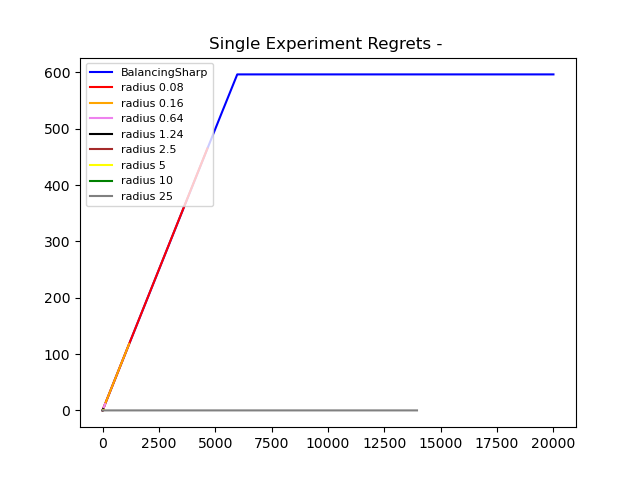 Single Experiment Regrets -
600
500
400
300
200
100
0
BalancingSharp
radius 0.08
radius 0.16
radius 0.64
radius 1.24
radius 2.5
radius 5
radius 10
radius 25
0 2500 5000 7500 10000 12500 15000 17500 20000